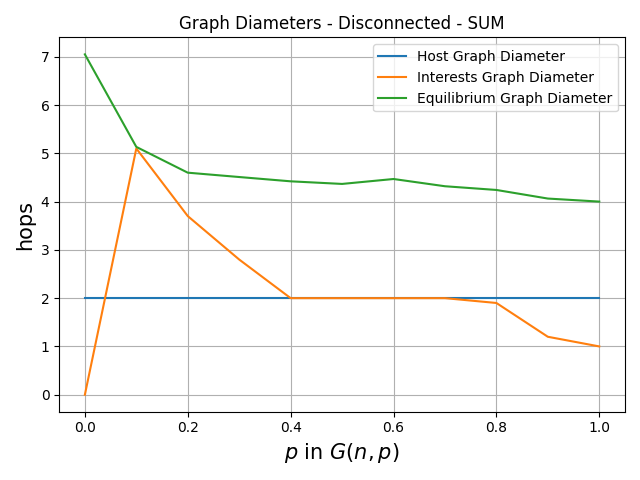 Graph Diameters - Disconnected - SUM
Host Graph Diameter
Interests Graph Diameter
Equilibrium Graph Diameter
hops
7
6
5
4
3
2
1
0
0.0 0.2 0.4 0.6 0.8 1.0
p in G(n, p)